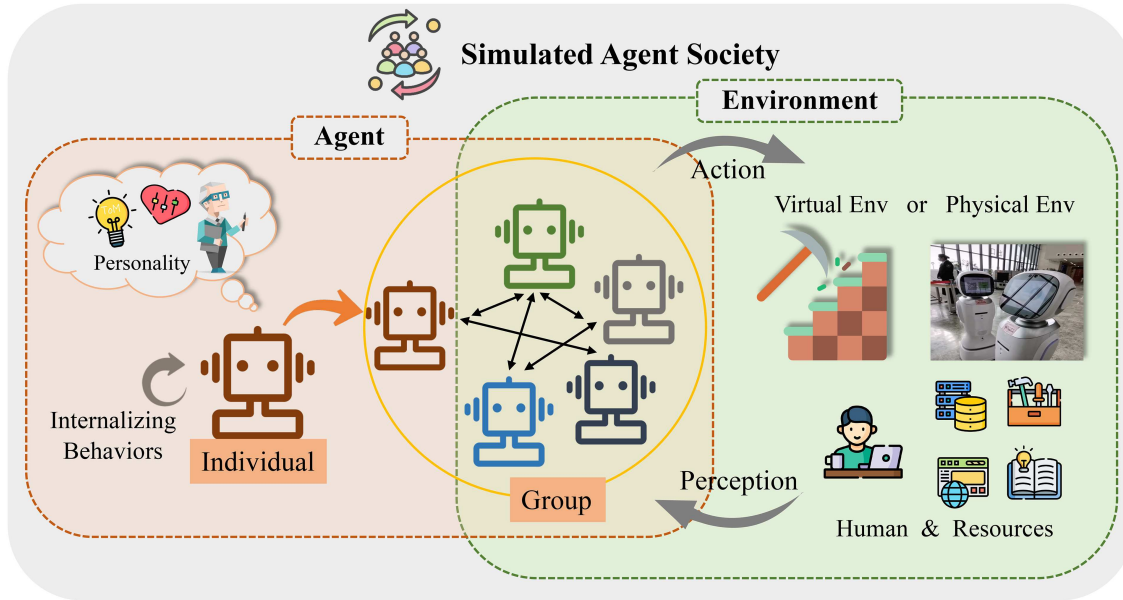 Simulated Agent Society
Environment
Agent
Action
Virtual Env or Physical Env
ToM
Personality
Internalizing
Behaviors
Individual
Group
Perception
Human & Resources